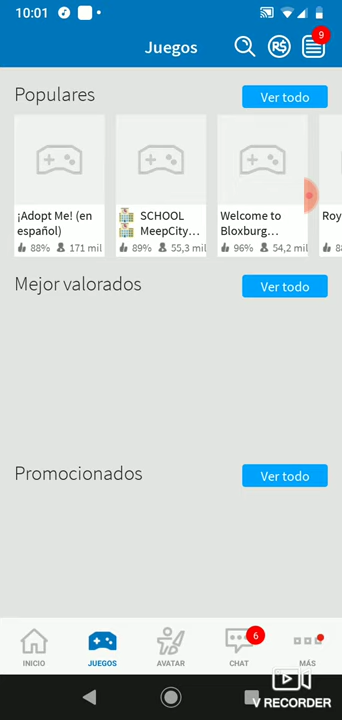 10:01
Juegos
R$
9
Populares
Ver todo
¡Adopt Me! (en español)
88% 171 mil
SCHOOL MeepCity...
89% 55,3 mil
Welcome to Bloxburg...
96% 54,2 mil
Roy
88
Mejor valorados
Ver todo
Promocionados
Ver todo
INICIO
JUEGOS
AVATAR
6
CHAT
MÁS
V RECORDER